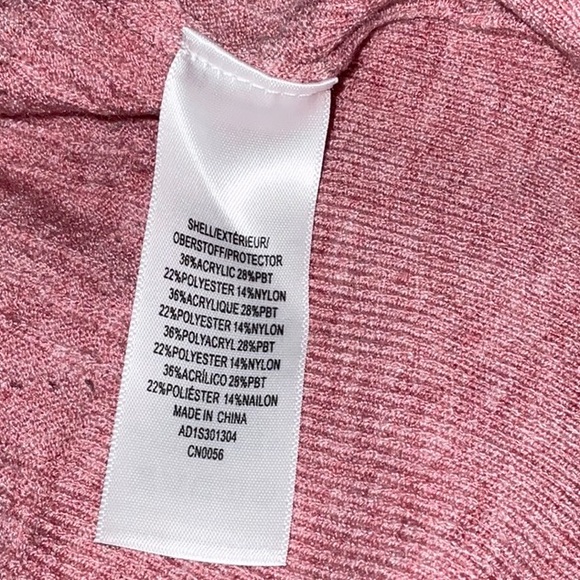 SHELL/EXTÉRIEUR/
OBERSTOFF/PROTECTOR
36%ACRYLIC 28%PBT
22%POLYESTER 14%NYLON
36%ACRYLIQUE 28%PBT
22%POLYESTER 14%NYLON
36%POLYACRYL 28%PBT
22%POLYESTER 14%NYLON
36%ACRÍLICO 28%PBT
22%POLIÉSTER 14%NAILON
MADE IN CHINA
AD1S301304
CN0056